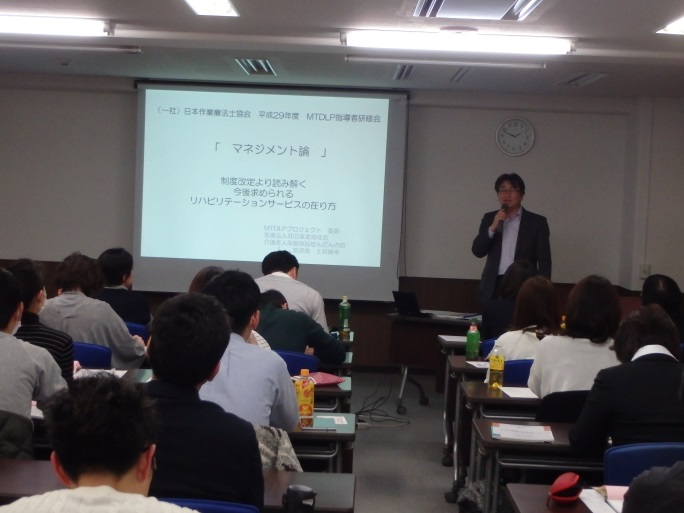 (一社)日本作業療法士協会 平成29年度 MTDLP指導者研修会
「 マネジメント論 」
制度改定より読み解く
今後求められる
リハビリテーションサービスの在り方
MTDLPプロジェクト